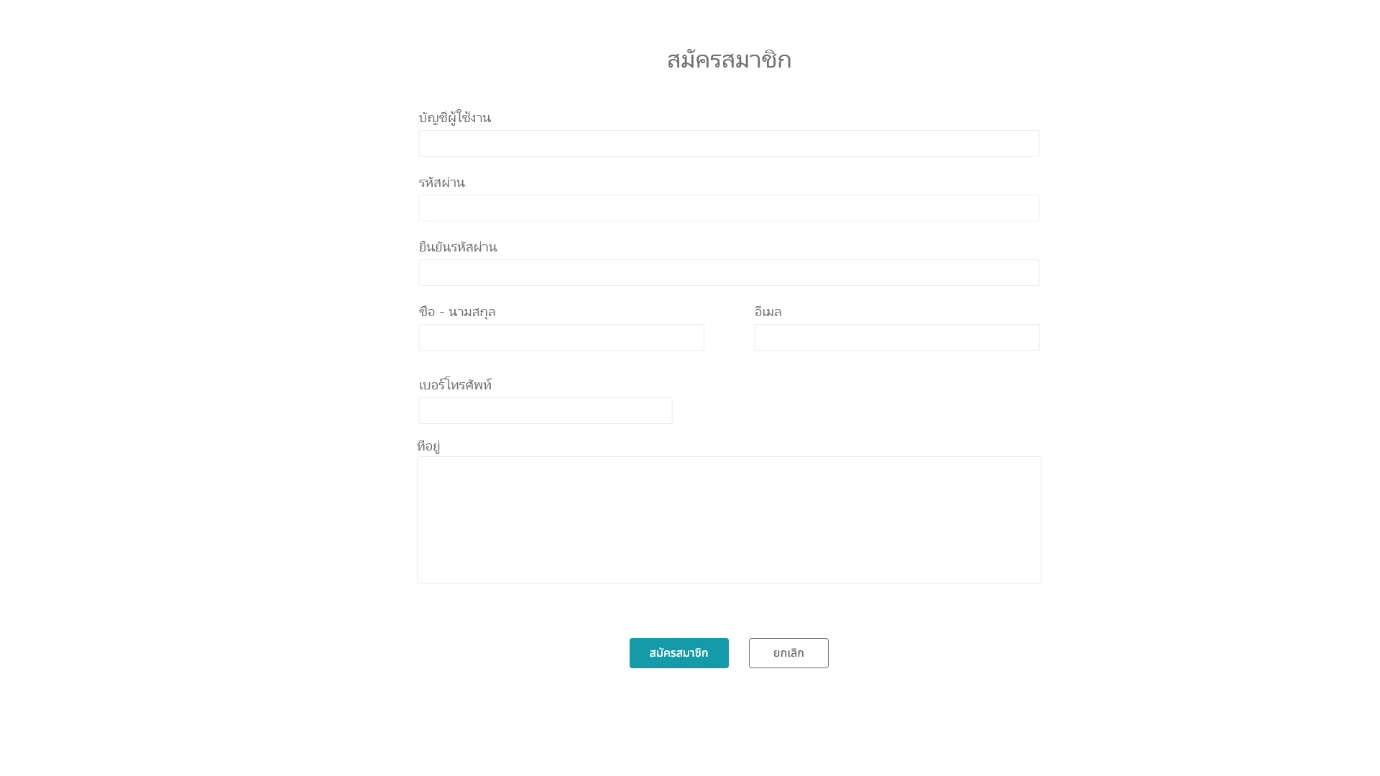 สมัครสมาชิก
บัญชีผู้ใช้งาน
รหัสผ่าน
ยืนยันรหัสผ่าน
ชื่อ - นามสกุล
อีเมล
เบอร์โทรศัพท์
ที่อยู่
สมัครสมาชิก
ยกเลิก